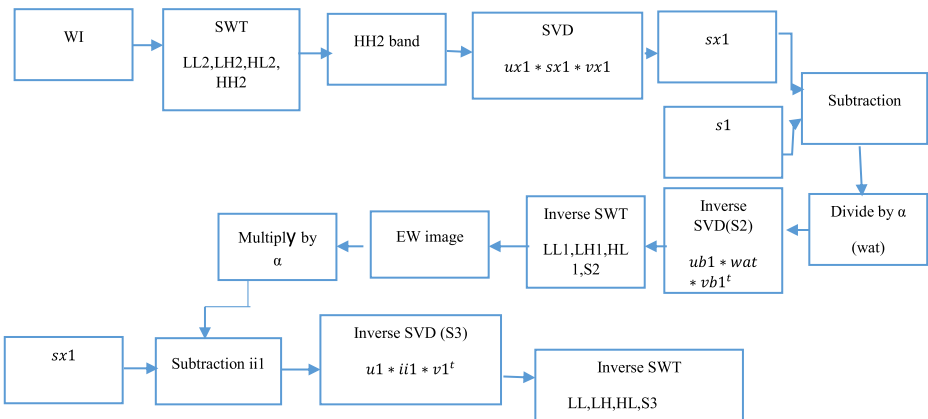 WI
SWT
LL2,LH2,HL2,
HH2
HH2 band
SVD
ux1 ∗ sx1 ∗ vx1
sx1
s1
Subtraction
Divide by α
(wat)
Inverse
SVD(S2)
ub1 ∗ wat
∗ vb1ᵗ
Inverse SWT
LL1,LH1,HL
1,S2
EW image
Multiply by
α
sx1
Subtraction ii1
Inverse SVD (S3)
u1 ∗ ii1 ∗ v1ᵗ
Inverse SWT
LL,LH,HL,S3